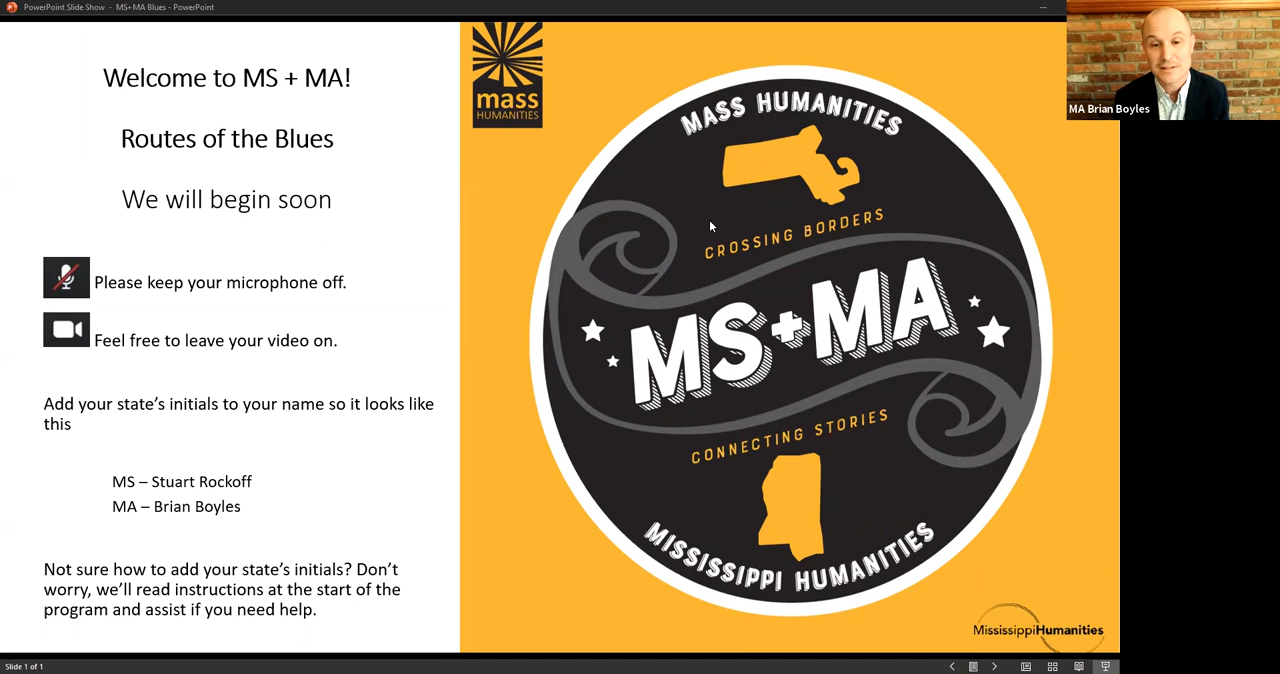 PowerPoint Slide Show - MS+MA Blues - PowerPoint
Welcome to MS + MA!
Routes of the Blues
We will begin soon
Please keep your microphone off.
Feel free to leave your video on.
Add your state’s initials to your name so it looks like
this
MS – Stuart Rockoff
MA – Brian Boyles
Not sure how to add your state’s initials? Don’t
worry, we’ll read instructions at the start of the
program and assist if you need help.
mass
HUMANITIES
MASS HUMANITIES
CROSSING BORDERS
MS+MA
CONNECTING STORIES
MISSISSIPPI HUMANITIES
MississippiHumanities
MA Brian Boyles
Slide 1 of 1